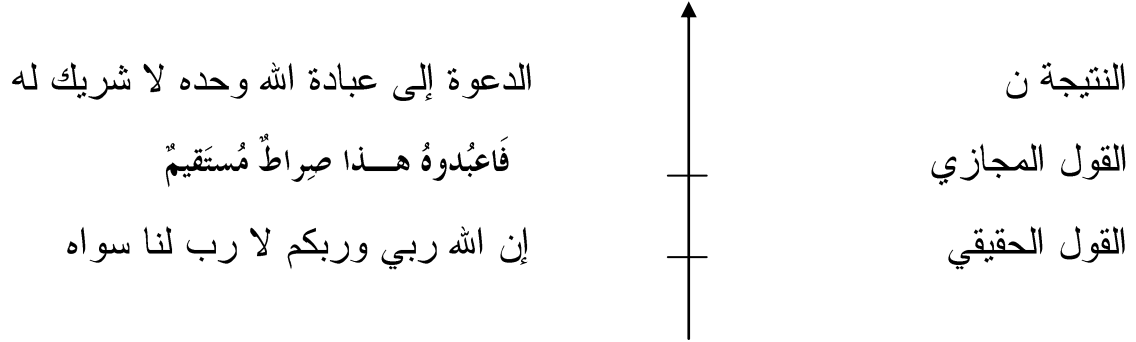 النتيجة ن الدعوة إلى عبادة الله وحده لا شريك له
القول المجازي فَاعبُدوهُ هـــذا صِراطٌ مُستَقيمٌ
القول الحقيقي إن الله ربي وربكم لا رب لنا سواه